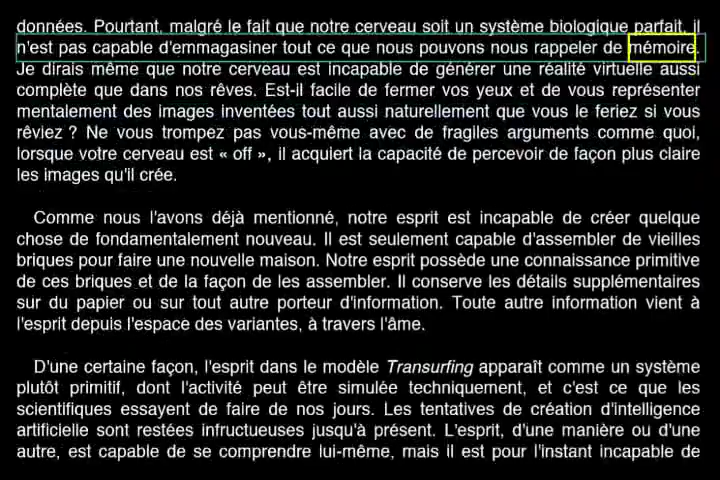 données. Pourtant, malgré le fait que notre cerveau soit un système biologique parfait, il
n'est pas capable d'emmagasiner tout ce que nous pouvons nous rappeler de mémoire.
Je dirais même que notre cerveau est incapable de générer une réalité virtuelle aussi
complète que dans nos rêves. Est-il facile de fermer vos yeux et de vous représenter
mentalement des images inventées tout aussi naturellement que vous le feriez si vous
rêviez ? Ne vous trompez pas vous-même avec de fragiles arguments comme quoi,
lorsque votre cerveau est « off », il acquiert la capacité de percevoir de façon plus claire
les images qu'il crée.
Comme nous l'avons déjà mentionné, notre esprit est incapable de créer quelque
chose de fondamentalement nouveau. Il est seulement capable d'assembler de vieilles
briques pour faire une nouvelle maison. Notre esprit possède une connaissance primitive
de ces briques et de la façon de les assembler. Il conserve les détails supplémentaires
sur du papier ou sur tout autre porteur d'information. Toute autre information vient à
l'esprit depuis l'espace des variantes, à travers l'âme.
D'une certaine façon, l'esprit dans le modèle Transurfing apparaît comme un système
plutôt primitif, dont l'activité peut être simulée techniquement, et c'est ce que les
scientifiques essayent de faire de nos jours. Les tentatives de création d'intelligence
artificielle sont restées infructueuses jusqu'à présent. L'esprit, d'une manière ou d'une
autre, est capable de se comprendre lui-même, mais il est pour l'instant incapable de